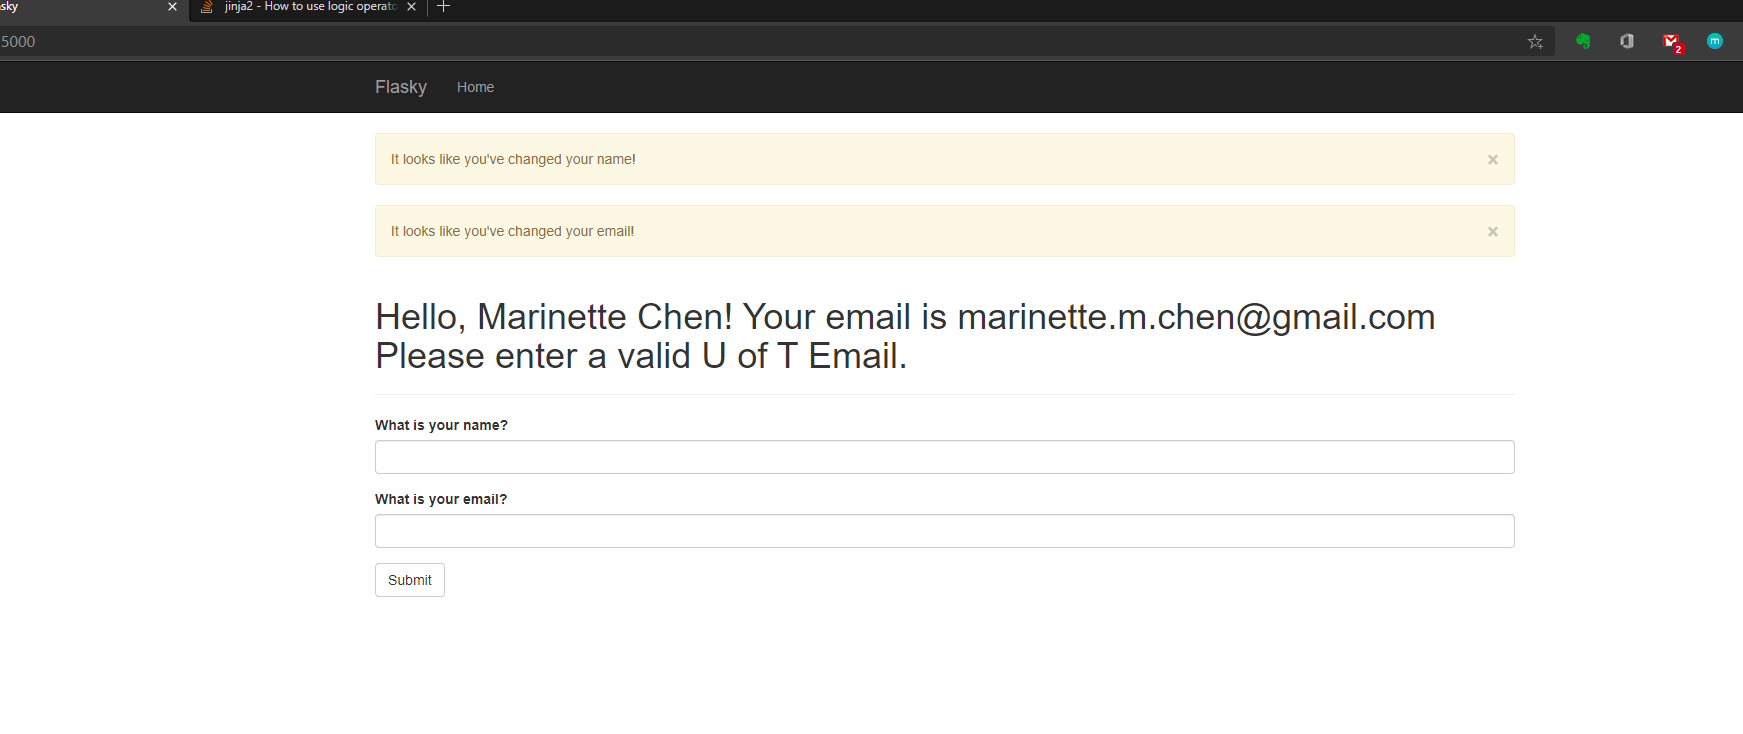 sky
jinja2 - How to use logic operato
5000
2
m
Flasky Home
It looks like you've changed your name!
×
It looks like you've changed your email!
×
Hello, Marinette Chen! Your email is marinette.m.chen@gmail.com
Please enter a valid U of T Email.
What is your name?
What is your email?
Submit